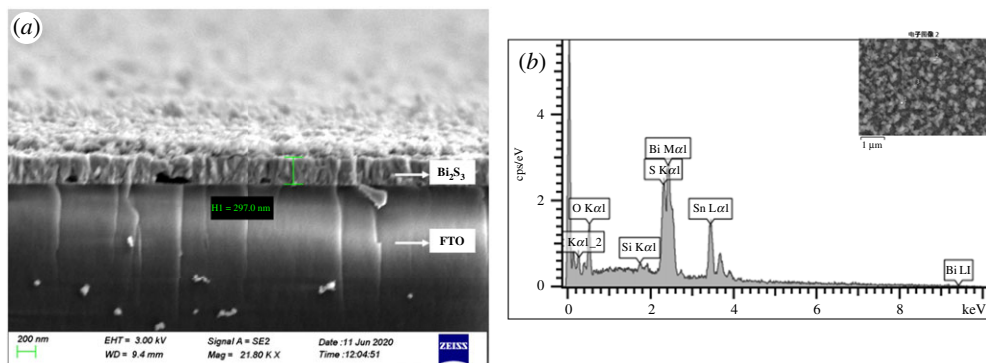 (a)
Bi₂S₃
H1 = 297.0 nm
FTO
200 nm
EHT = 3.00 kV
Signal A = SE2
Date :11 Jun 2020
WD = 9.4 mm
Mag = 21.80 K X
Time :12:04:51
ZEISS
(b)
电子图像 2
1 µm
cps/eV
4
2
0
Bi Mα1
S Kα1
O Kα1
Sn Lα1
Kα1_2
Si Kα1
Bi Ll
0
2
4
6
8
keV